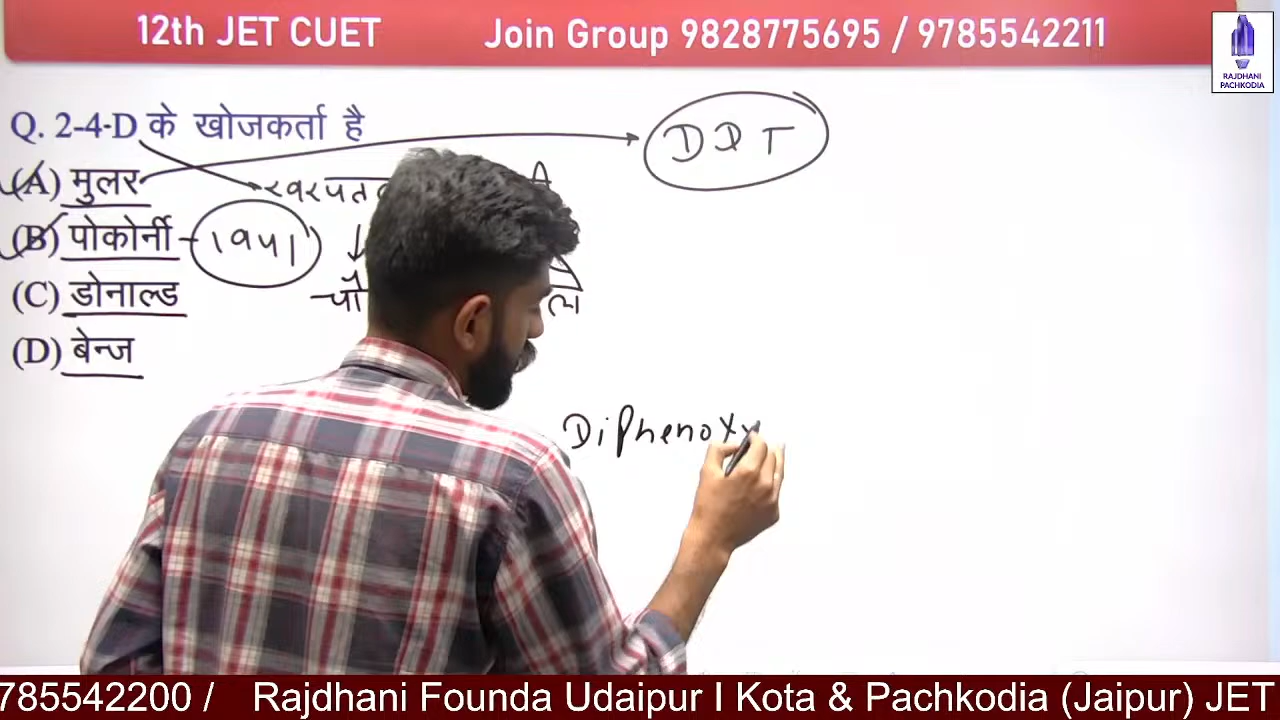 12th JET CUET Join Group 9828775695 / 9785542211
RAJDHANI
PACHKODIA
Q. 2-4-D के खोजकर्ता है
DDT
(A) मुलर
(B) पोकोर्नी - 1941
(C) डोनाल्ड
(D) बेन्ज
Diphenoxy
785542200 / Rajdhani Founda Udaipur I Kota & Pachkodia (Jaipur) JET